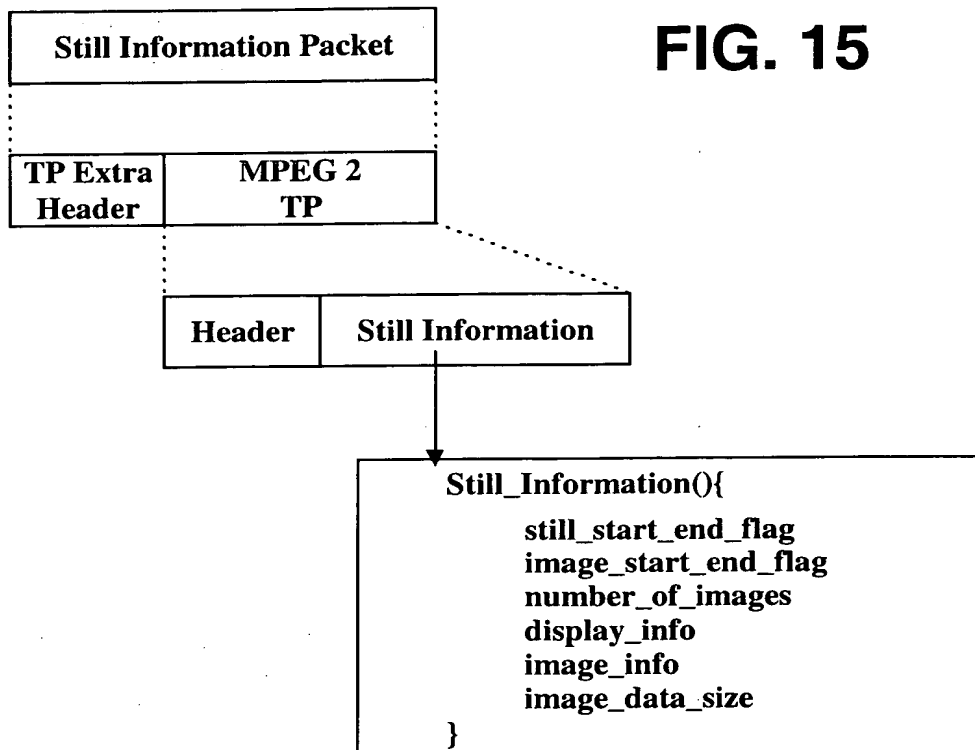 FIG. 15
Still Information Packet
TP Extra Header
MPEG 2 TP
Header
Still Information
Still_Information(){
still_start_end_flag
image_start_end_flag
number_of_images
display_info
image_info
image_data_size
}